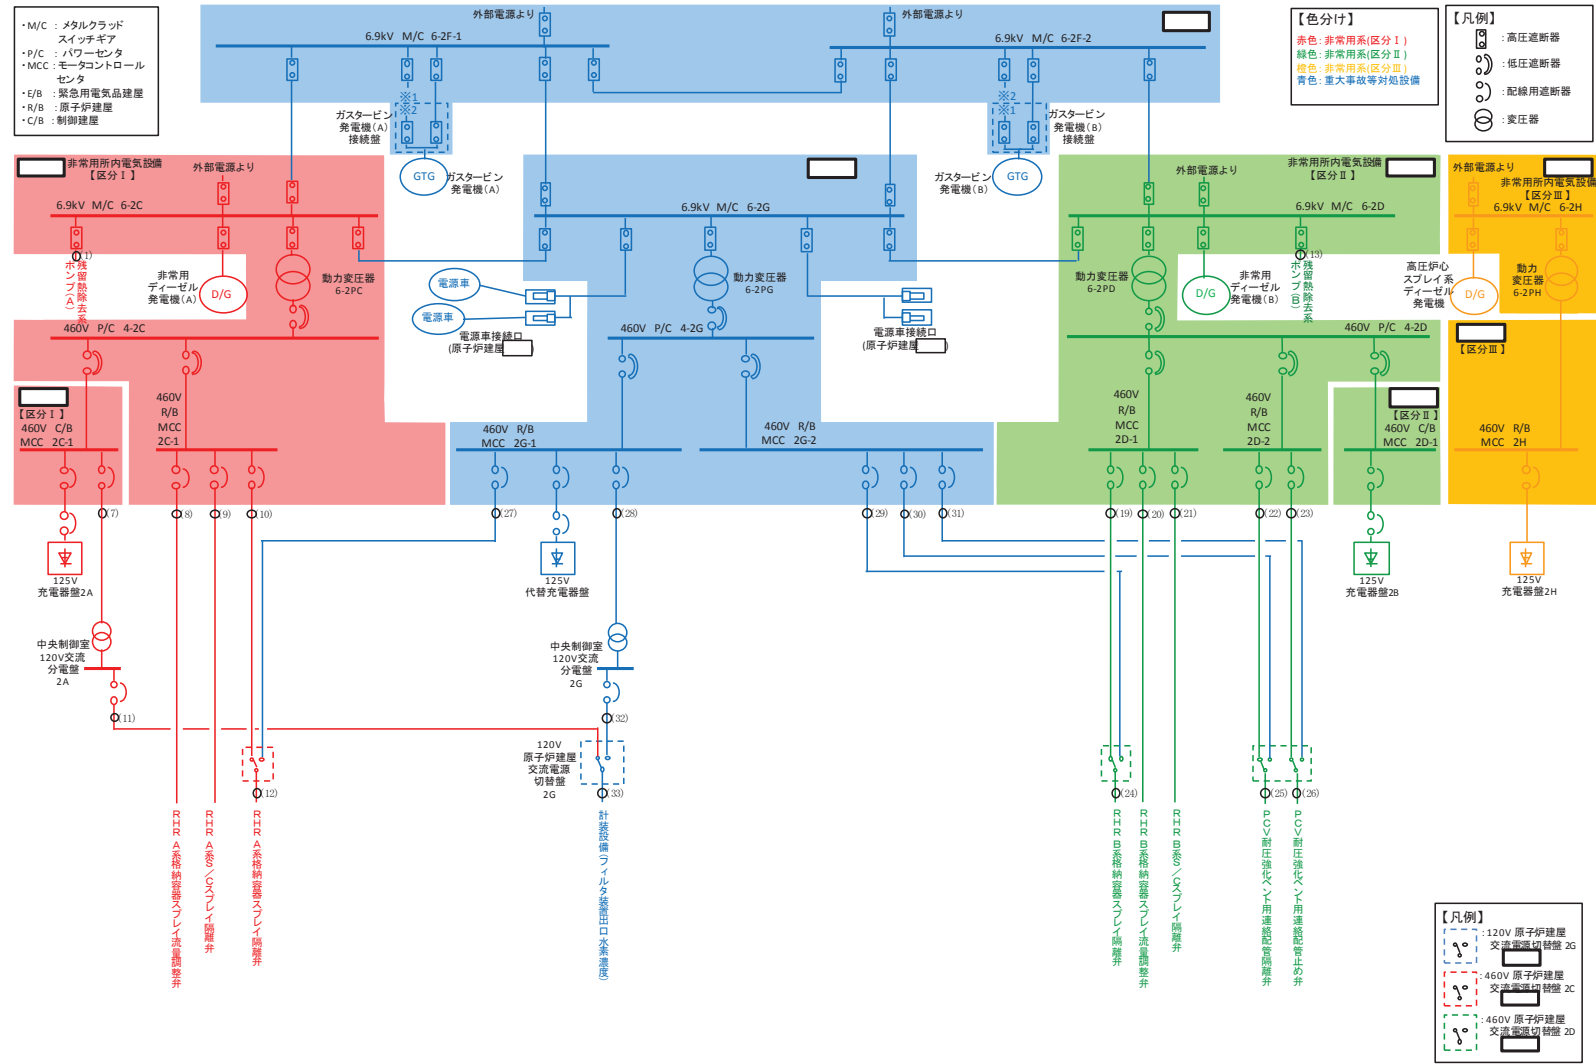 ・M/C ： メタルクラッド
スイッチギア
・P/C ： パワーセンタ
・MCC ：モータコントロール
センタ
・E/B ： 緊急用電気品建屋
・R/B ： 原子炉建屋
・C/B ： 制御建屋
外部電源より
外部電源より
6.9kV M/C 6-2F-1
6.9kV M/C 6-2F-2
【色分け】
赤色：非常用系(区分Ⅰ)
緑色：非常用系(区分Ⅱ)
橙色：非常用系(区分Ⅲ)
青色：重大事故等対処設備
【凡例】
：高圧遮断器
：低圧遮断器
：配線用遮断器
：変圧器
※1
※2
ガスタービン
発電機(A)
接続盤
※2
※1
ガスタービン
発電機(B)
接続盤
GTG
ガスタービン
発電機(A)
GTG
ガスタービン
発電機(B)
非常用所内電気設備
【区分Ⅰ】
外部電源より
6.9kV M/C 6-2C
6.9kV M/C 6-2G
外部電源より
非常用所内電気設備
【区分Ⅱ】
6.9kV M/C 6-2D
外部電源より
非常用所内電気設備
【区分Ⅲ】
6.9kV M/C 6-2H
(1)
残留熱除去系
ポンプ(A)
非常用
ディーゼル
発電機(A)
D/G
動力変圧器
6-2PC
電源車
電源車
電源車接続口
(原子炉建屋 )
動力変圧器
6-2PG
電源車接続口
(原子炉建屋 )
動力変圧器
6-2PD
D/G
非常用
ディーゼル
発電機(B)
(13)
残留熱除去系
ポンプ(B)
高圧炉心
スプレイ系
ディーゼル
発電機
D/G
動力
変圧器
6-2PH
460V P/C 4-2C
460V P/C 4-2G
460V P/C 4-2D
【区分Ⅲ】
【区分Ⅰ】
460V C/B
MCC 2C-1
460V
R/B
MCC
2C-1
460V R/B
MCC 2G-1
460V R/B
MCC 2G-2
460V
R/B
MCC
2D-1
460V
R/B
MCC
2D-2
【区分Ⅱ】
460V C/B
MCC 2D-1
460V R/B
MCC 2H
(7)
(8)
(9)
(10)
(27)
(28)
(29)
(30)
(31)
(19)
(20)
(21)
(22)
(23)
125V
充電器盤2A
125V
代替充電器盤
125V
充電器盤2B
125V
充電器盤2H
中央制御室
120V交流
分電盤
2A
中央制御室
120V交流
分電盤
2G
(11)
(32)
120V
原子炉建屋
交流電源
切替盤
2G
(12)
(33)
(24)
(25)
(26)
RHR A系格納容器スプレイ流量調整弁
RHR A系S/Cスプレイ隔離弁
RHR A系格納容器スプレイ隔離弁
計装設備(フィルタ装置出口水素濃度)
RHR B系格納容器スプレイ隔離弁
RHR B系格納容器スプレイ流量調整弁
RHR B系S/Cスプレイ隔離弁
PCV耐圧強化ベント用連絡配管隔離弁
PCV耐圧強化ベント用連絡配管止め弁
【凡例】
：120V 原子炉建屋
交流電源切替盤 2G
：460V 原子炉建屋
交流電源切替盤 2C
：460V 原子炉建屋
交流電源切替盤 2D